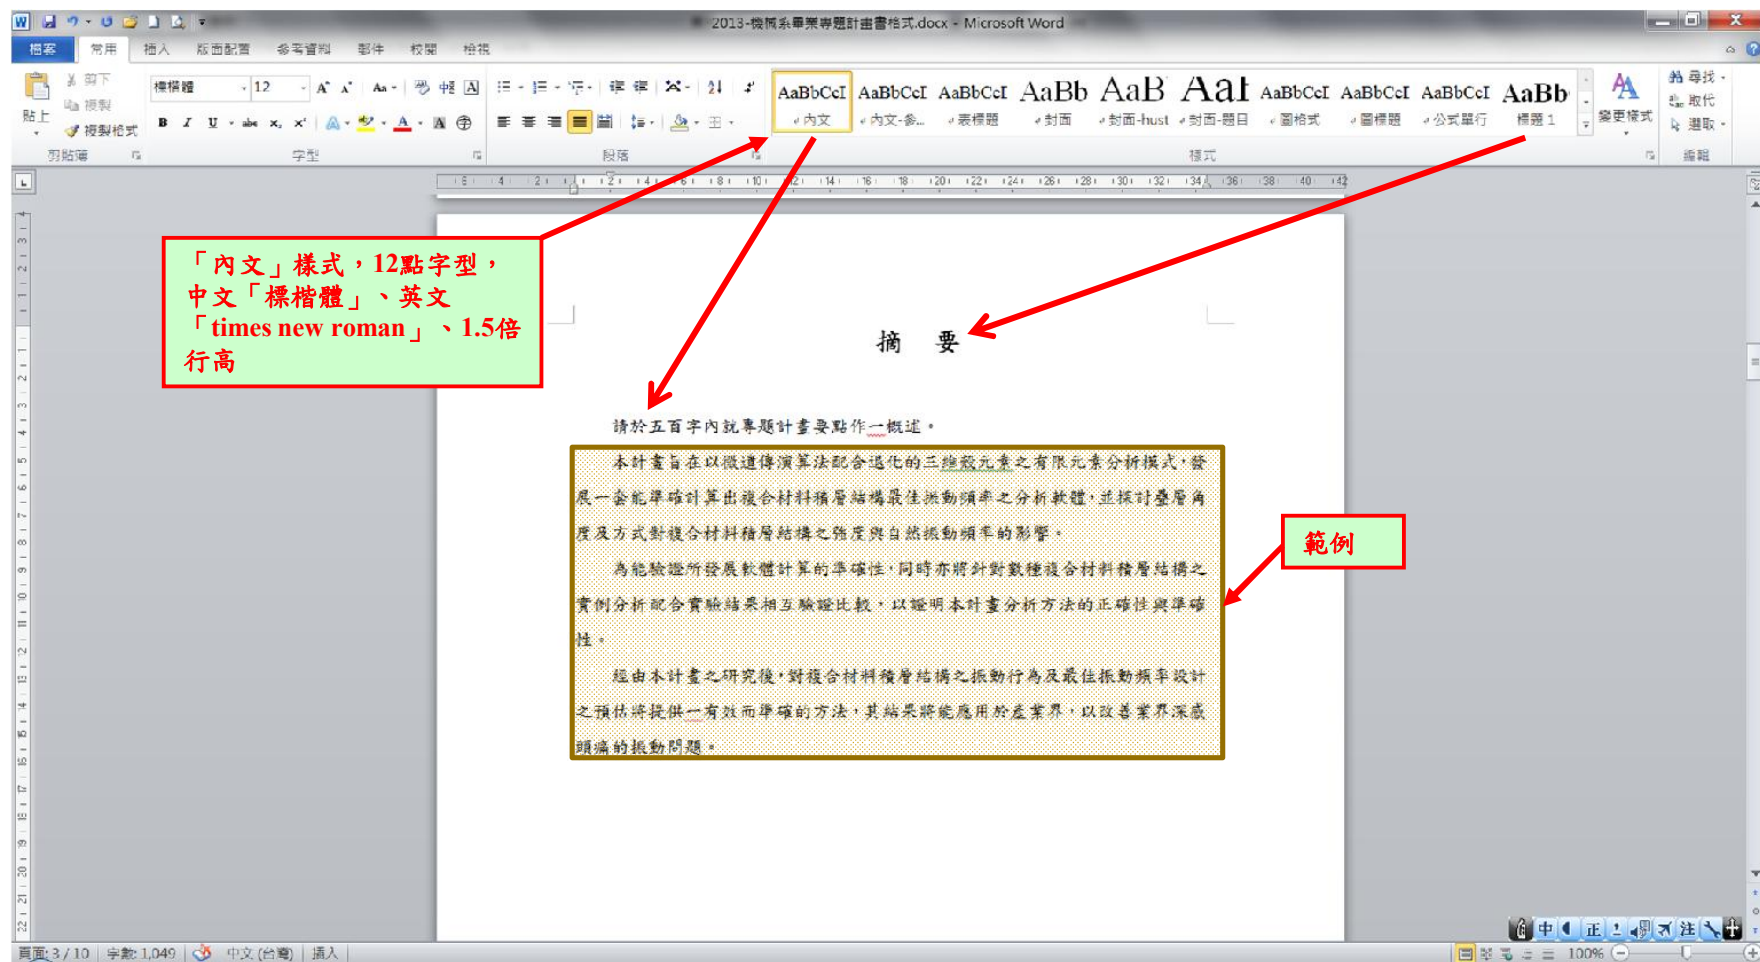 2013-機械系畢業專題計畫書格式.docx - Microsoft Word
檔案 常用 插入 版面配置 參考資料 郵件 校閱 檢視
貼上
剪下
複製
複製格式
剪貼簿
標楷體 12
字型
段落
AaBbCcI AaBbCcI AaBbCcI AaBb AaB AaI AaBbCcI AaBbCcI AaBbCcI AaBb
內文 內文-參... 表標題 封面 封面-hust 封面-題目 圖格式 圖標題 公式單行 標題 1
變更樣式
樣式
尋找
取代
選取
編輯
「內文」樣式，12點字型，
中文「標楷體」、英文
「times new roman」、1.5倍
行高
摘 要
請於五百字內就專題計畫要點作一概述。
本計畫旨在以微遺傳演算法配合退化的三維殼元素之有限元素分析模式，發
展一套能準確計算出複合材料積層結構最佳振動頻率之分析軟體，並探討疊層角
度及方式對複合材料積層結構之強度與自然振動頻率的影響。
為能驗證所發展軟體計算的準確性，同時亦將針對數種複合材料積層結構之
實例分析配合實驗結果相互驗證比較，以證明本計畫分析方法的正確性與準確
性。
經由本計畫之研究後，對複合材料積層結構之振動行為及最佳振動頻率設計
之預估將提供一有效而準確的方法，其結果將能應用於產業界，以改善業界深感
頭痛的振動問題。
範例
中 正 注
頁面: 3 / 10 字數: 1,049 中文 (台灣) 插入 100%